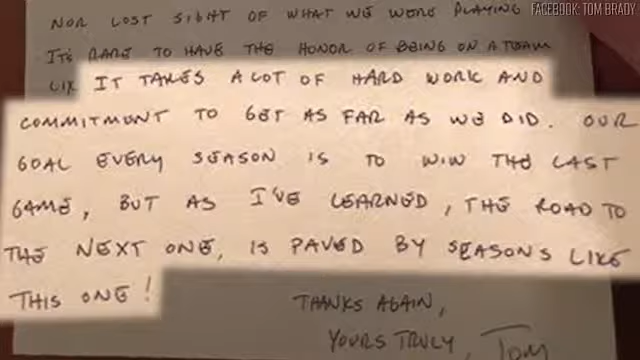 FACEBOOK: TOM BRADY
NOR LOST SIGHT OF WHAT WE WERE PLAYING
IT'S RARE TO HAVE THE HONOR OF BEING ON A TEAM
LIK IT TAKES A LOT OF HARD WORK AND
COMMITMENT TO GET AS FAR AS WE DID. OUR
GOAL EVERY SEASON IS TO WIN THE LAST
GAME, BUT AS I'VE LEARNED, THE ROAD TO
THE NEXT ONE, IS PAVED BY SEASONS LIKE
THIS ONE!
THANKS AGAIN,
YOURS TRULY, TOM